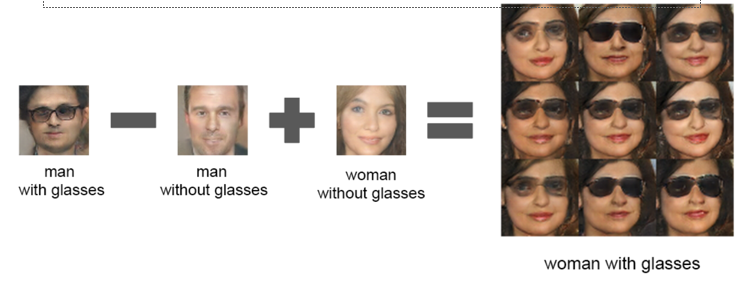 man
with glasses
man
without glasses
woman
without glasses
woman with glasses